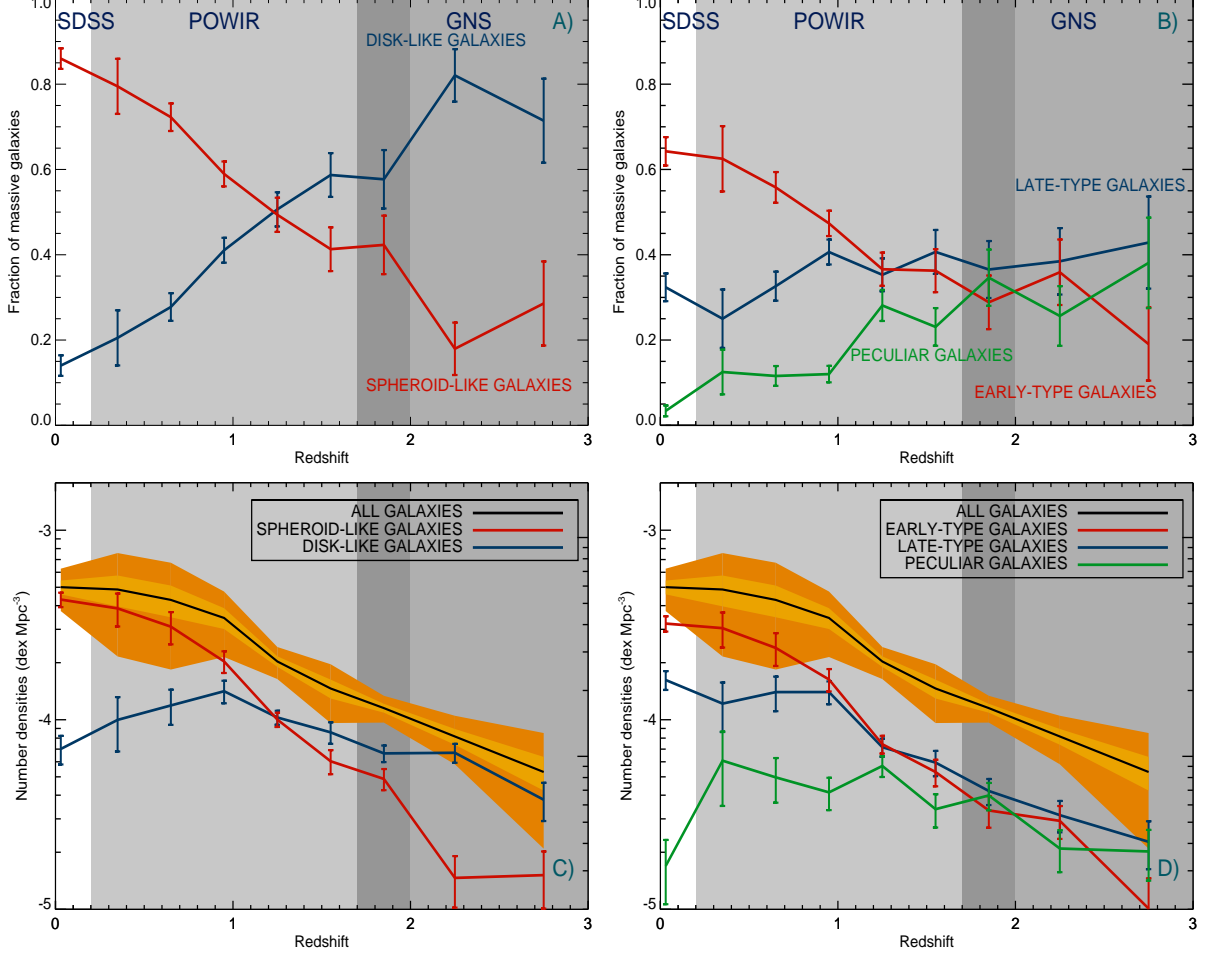 SDSS POWIR GNS A)
DISK-LIKE GALAXIES
SPHEROID-LIKE GALAXIES
Fraction of massive galaxies
1.0
0.8
0.6
0.4
0.2
0.0
0 1 2 3
Redshift
SDSS POWIR GNS B)
LATE-TYPE GALAXIES
PECULIAR GALAXIES
EARLY-TYPE GALAXIES
Fraction of massive galaxies
1.0
0.8
0.6
0.4
0.2
0.0
0 1 2 3
Redshift
ALL GALAXIES
SPHEROID-LIKE GALAXIES
DISK-LIKE GALAXIES
Number densities (dex Mpc⁻³)
-3
-4
-5
C)
0 1 2 3
Redshift
ALL GALAXIES
EARLY-TYPE GALAXIES
LATE-TYPE GALAXIES
PECULIAR GALAXIES
Number densities (dex Mpc⁻³)
-3
-4
-5
D)
0 1 2 3
Redshift